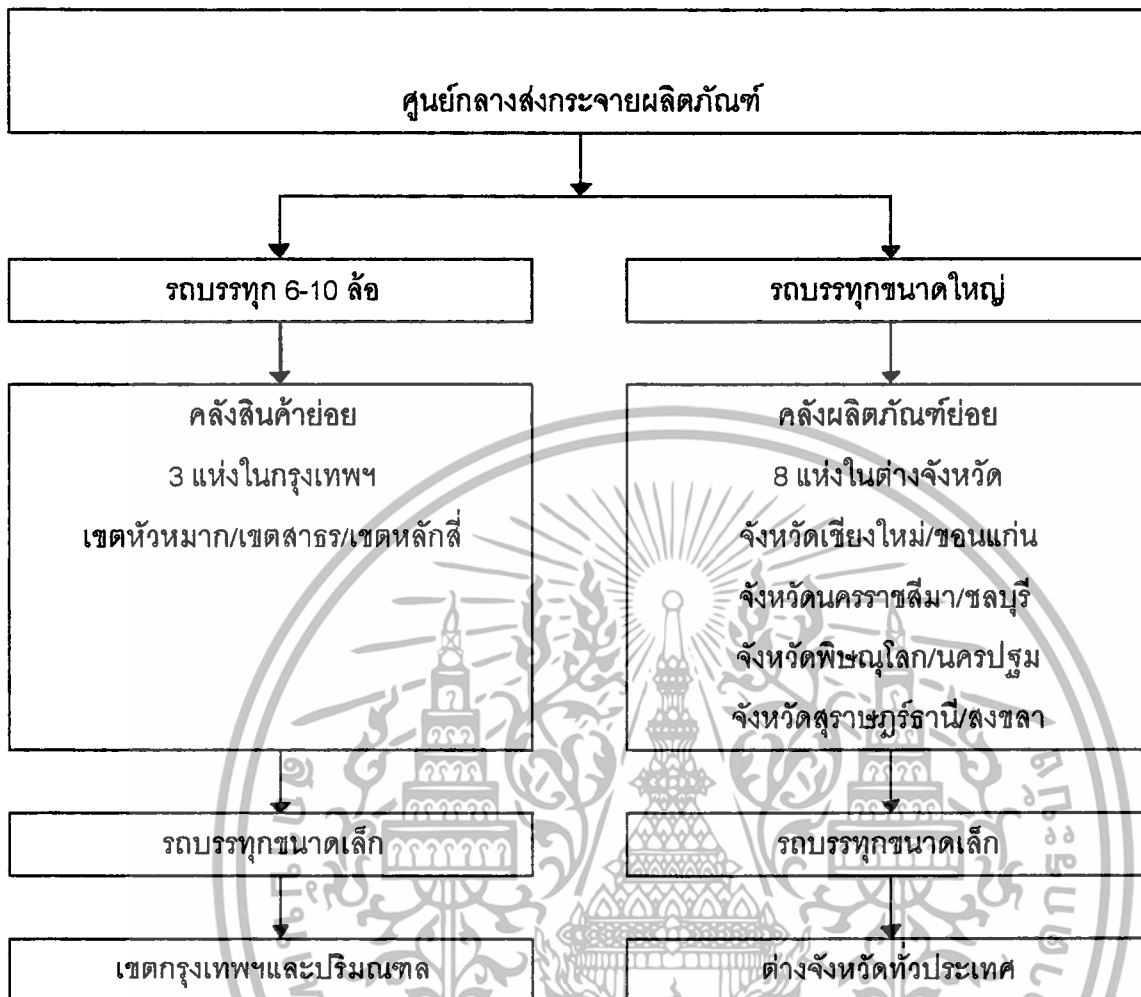 ศูนย์กลางส่งกระจายผลิตภัณฑ์
รถบรรทุก 6-10 ล้อ
รถบรรทุกขนาดใหญ่
คลังสินค้าย่อย
3 แห่งในกรุงเทพฯ
เขตหัวหมาก/เขตสาธร/เขตหลักสี่
คลังผลิตภัณฑ์ย่อย
8 แห่งในต่างจังหวัด
จังหวัดเชียงใหม่/ขอนแก่น
จังหวัดนครราชสีมา/ชลบุรี
จังหวัดพิษณุโลก/นครปฐม
จังหวัดสุราษฎร์ธานี/สงขลา
รถบรรทุกขนาดเล็ก
รถบรรทุกขนาดเล็ก
เขตกรุงเทพฯและปริมณฑล
ต่างจังหวัดทั่วประเทศ